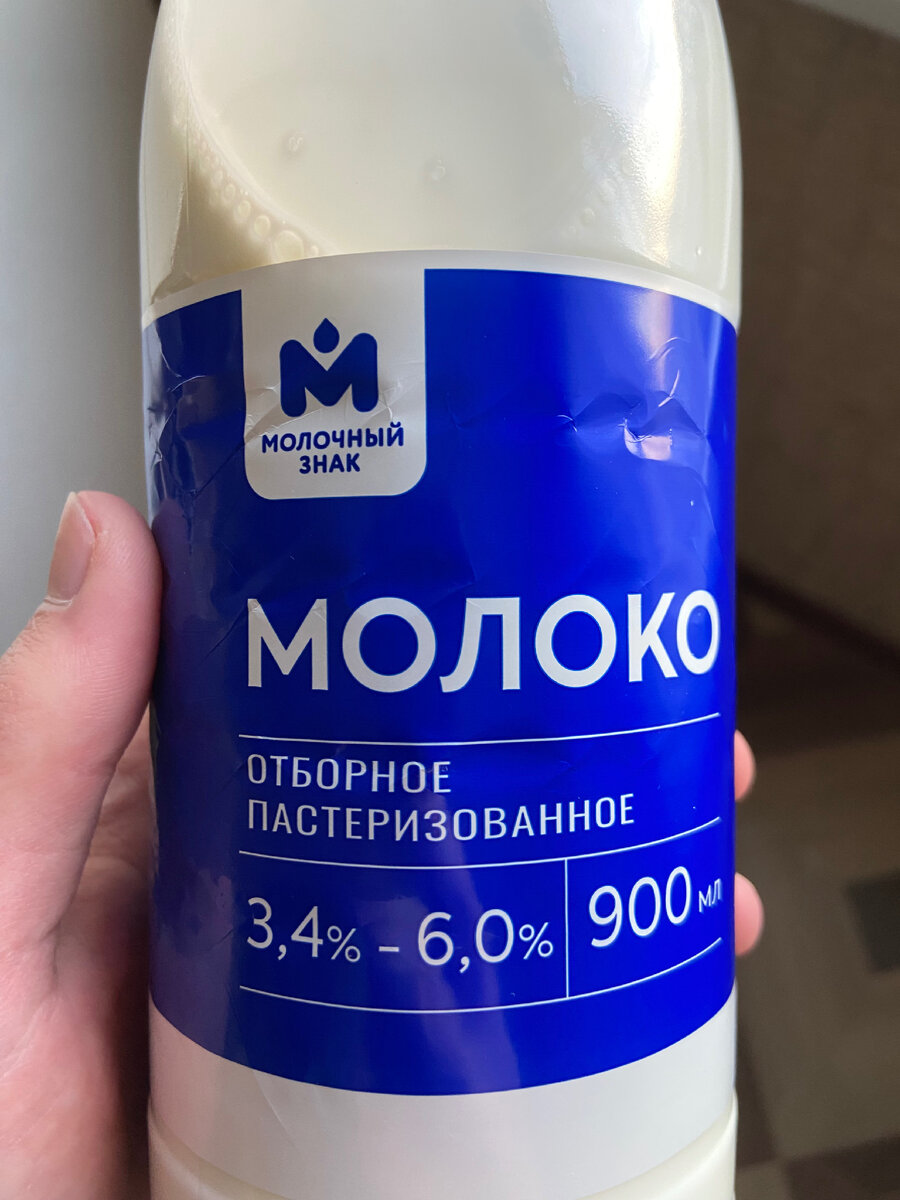 МОЛОЧНЫЙ
ЗНАК
МОЛОКО
ОТБОРНОЕ
ПАСТЕРИЗОВАННОЕ
3,4% - 6,0%
900 мл